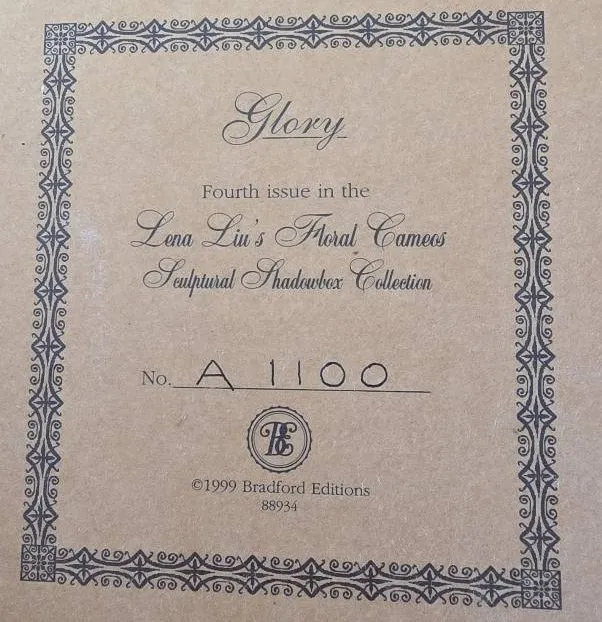 Glory
Fourth issue in the
Lena Liu's Floral Cameos
Sculptural Shadowbox Collection
No. A 1100
BE
©1999 Bradford Editions
88934